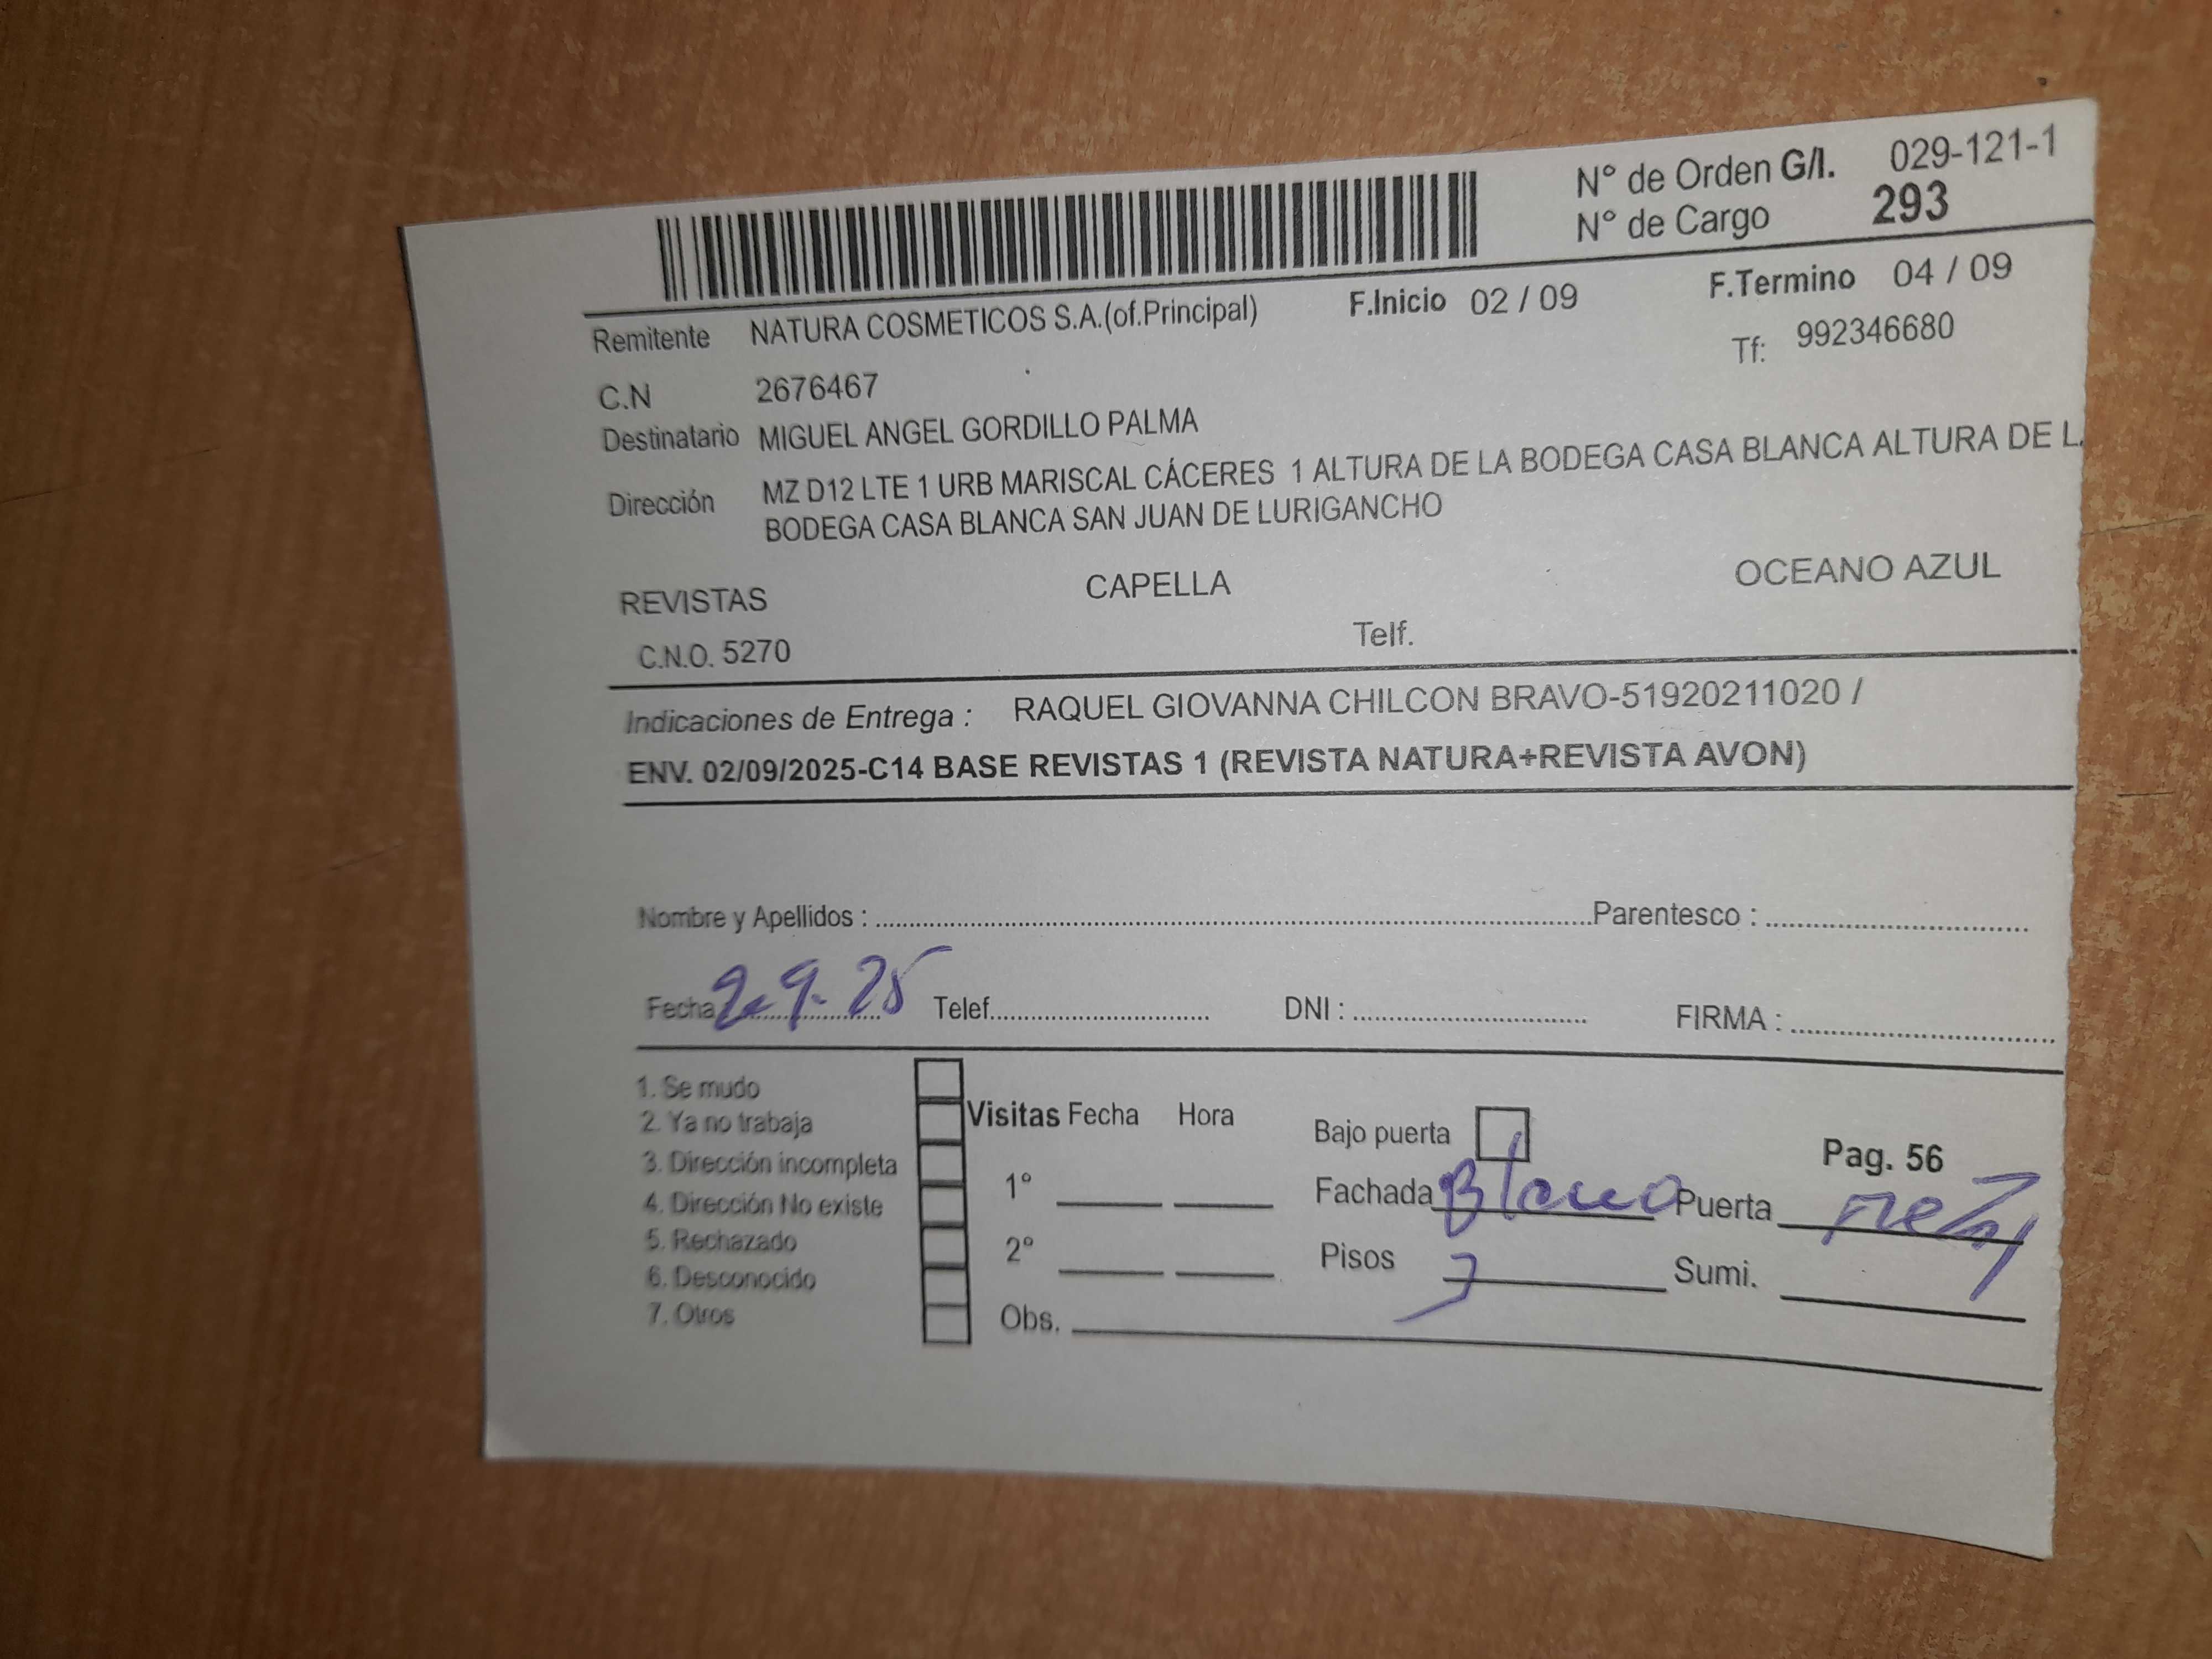 N° de Orden G/I. 029-121-1
N° de Cargo 293
Remitente NATURA COSMETICOS S.A.(of.Principal) F.Inicio 02 / 09 F.Termino 04 / 09
C.N 2676467 Tf: 992346680
Destinatario MIGUEL ANGEL GORDILLO PALMA
Dirección MZ D12 LTE 1 URB MARISCAL CÁCERES 1 ALTURA DE LA BODEGA CASA BLANCA ALTURA DE L
BODEGA CASA BLANCA SAN JUAN DE LURIGANCHO
REVISTAS CAPELLA OCEANO AZUL
C.N.O. 5270 Telf.
Indicaciones de Entrega : RAQUEL GIOVANNA CHILCON BRAVO-51920211020 /
ENV. 02/09/2025-C14 BASE REVISTAS 1 (REVISTA NATURA+REVISTA AVON)
Nombre y Apellidos : Parentesco :
Fecha 2-9-25 Telef. DNI : FIRMA :
1. Se mudo
2. Ya no trabaja Visitas Fecha Hora Bajo puerta
3. Dirección incompleta Pag. 56
4. Dirección No existe 1° Fachada Blanco Puerta
5. Rechazado 2° Pisos 3 Sumi.
6. Desconocido
7. Otros Obs.